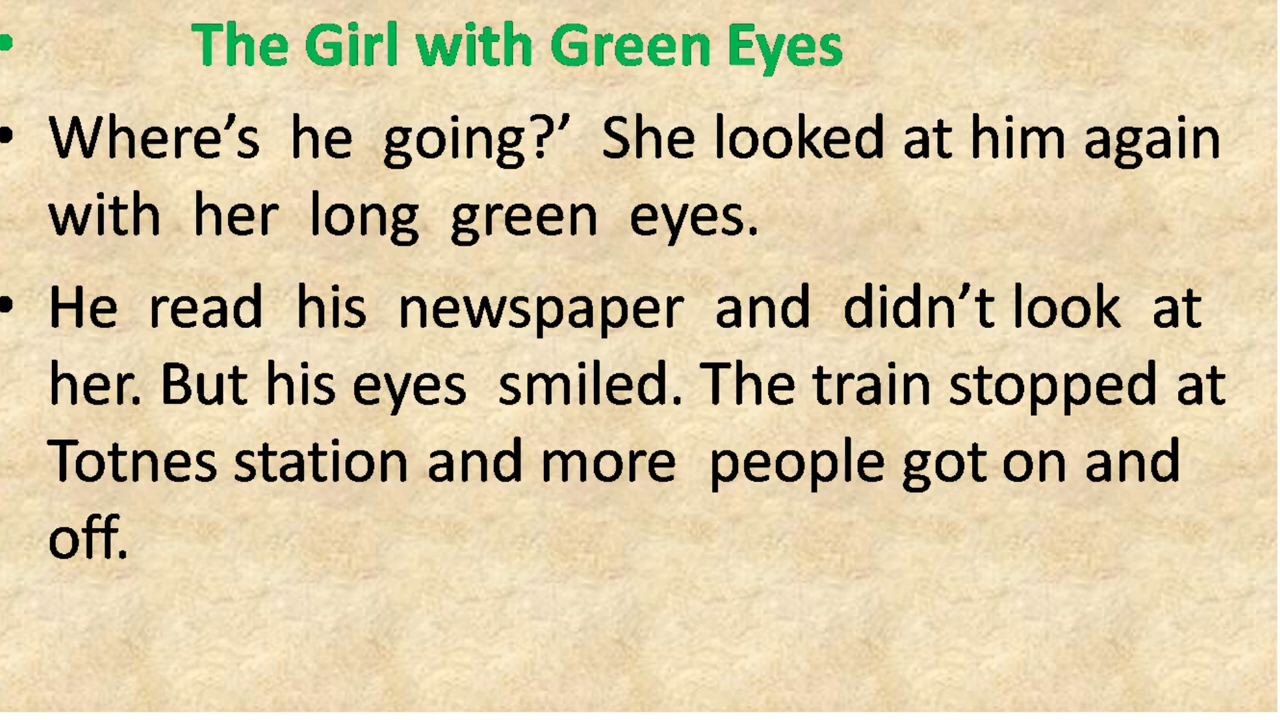 • The Girl with Green Eyes
• Where’s he going?’ She looked at him again
with her long green eyes.
• He read his newspaper and didn’t look at
her. But his eyes smiled. The train stopped at
Totnes station and more people got on and
off.